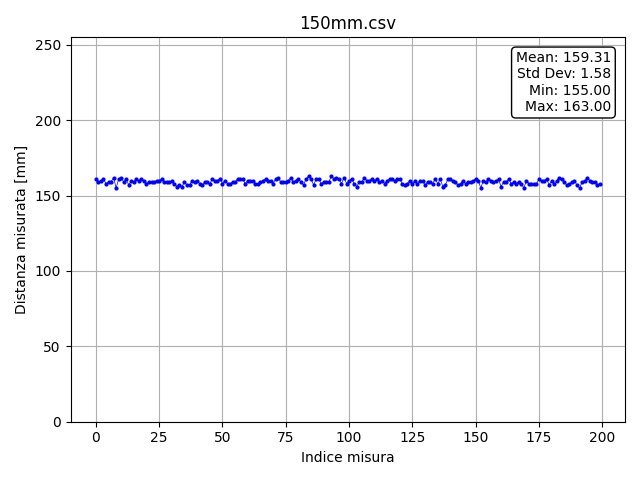 150mm.csv
Mean: 159.31
Std Dev: 1.58
Min: 155.00
Max: 163.00
Distanza misurata [mm]
250
200
150
100
50
0
0 25 50 75 100 125 150 175 200
Indice misura